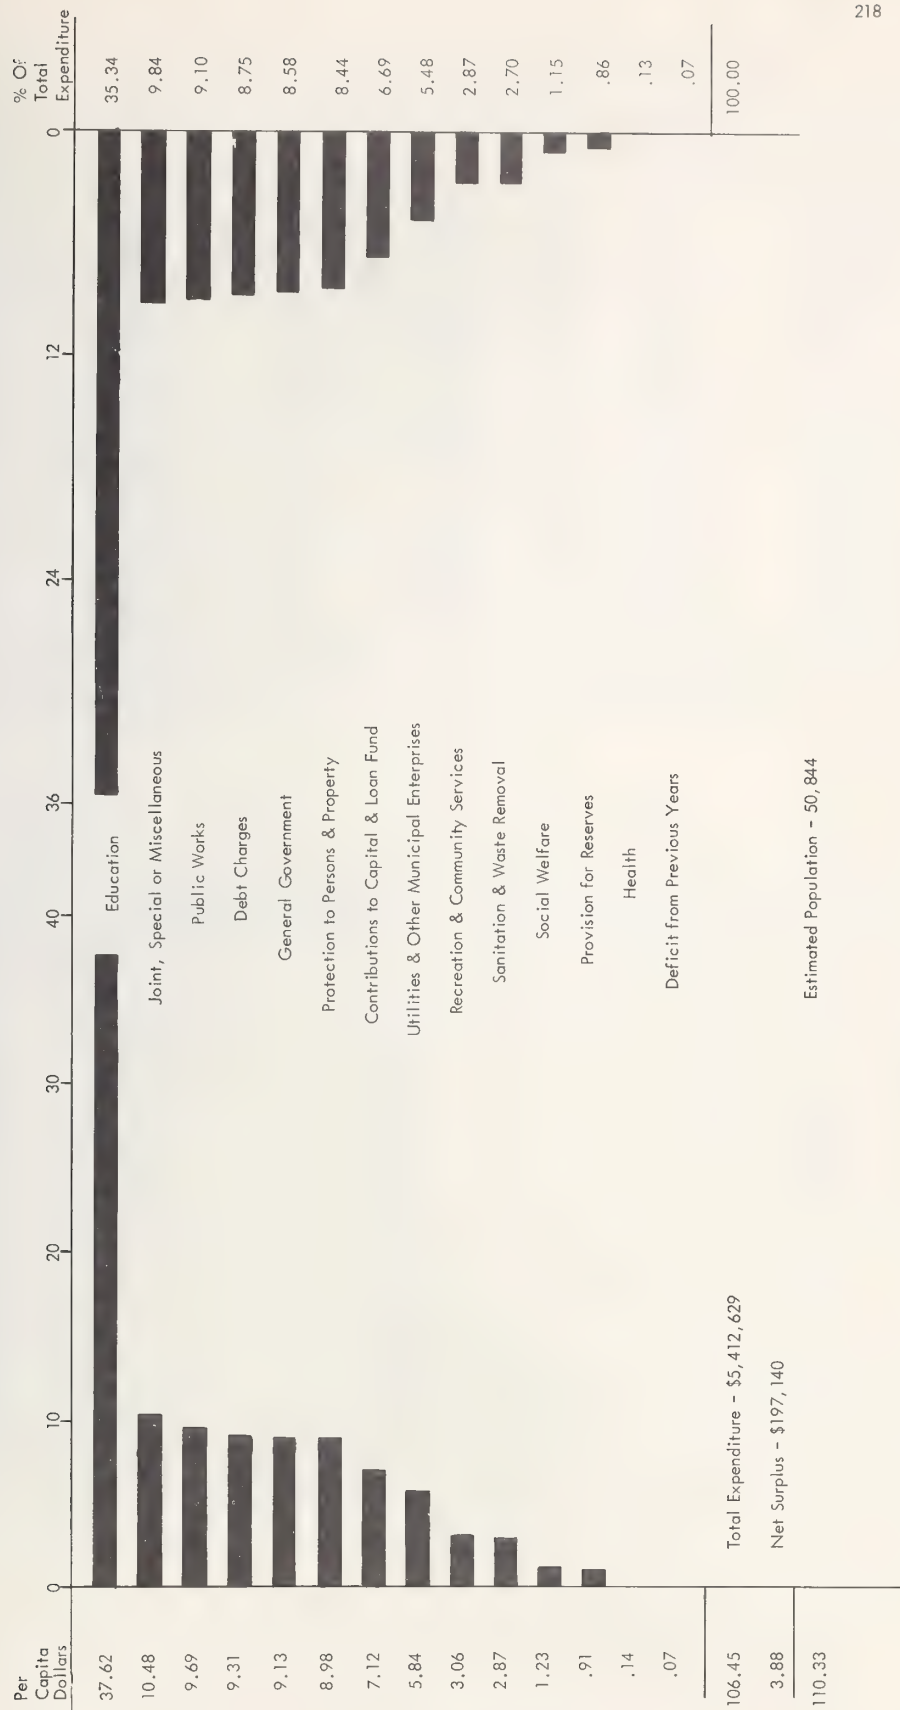 218
Per Capita Dollars
0 10 20 30 40 36 24 12 0
% Of Total Expenditure
37.62 Education 35.34
10.48 Joint, Special or Miscellaneous 9.84
9.69 Public Works 9.10
9.31 Debt Charges 8.75
9.13 General Government 8.58
8.98 Protection to Persons & Property 8.44
7.12 Contributions to Capital & Loan Fund 6.69
5.84 Utilities & Other Municipal Enterprises 5.48
3.06 Recreation & Community Services 2.87
2.87 Sanitation & Waste Removal 2.70
1.23 Social Welfare 1.15
.91 Provision for Reserves .86
.14 Health .13
.07 Deficit from Previous Years .07
106.45 Total Expenditure - $5,412,629 100.00
3.88 Net Surplus - $197,140
110.33 Estimated Population - 50,844